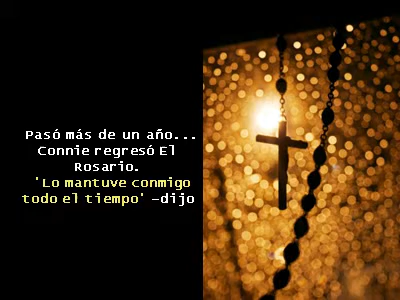 Pasó más de un año...
Connie regresó El
Rosario.
'Lo mantuve conmigo
todo el tiempo' -dijo